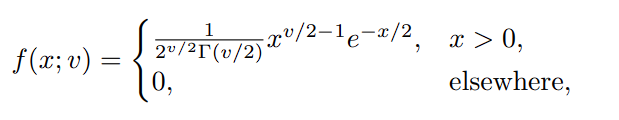 f(x; v) = { 1/(2^{v/2}Γ(v/2)) x^{v/2−1}e^{−x/2}, x > 0,
0, elsewhere,